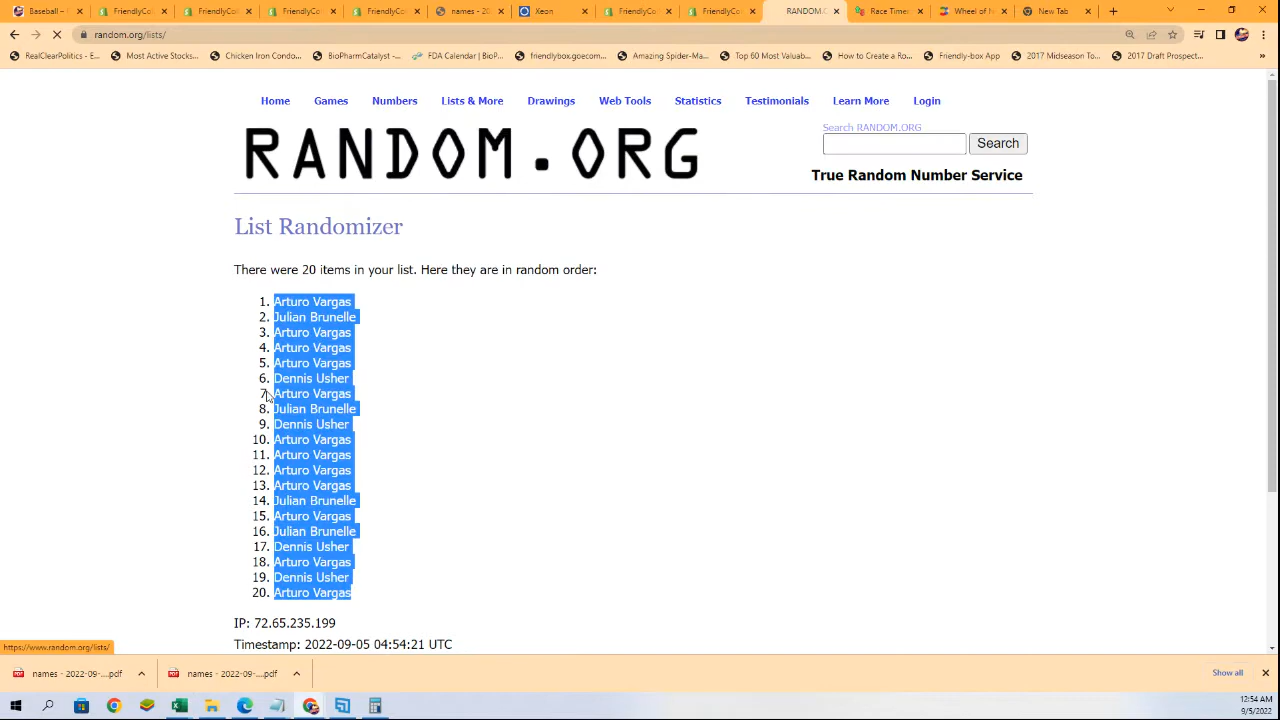 Baseball -
FriendlyCo
FriendlyCo
FriendlyCo
FriendlyCo
names - 20
Xeon
FriendlyCo
FriendlyCo
RANDOM.C
Race Time
Wheel of N
New Tab
random.org/lists/
RealClearPolitics - E...
Most Active Stocks...
Chicken Iron Condo...
BioPharmCatalyst -...
FDA Calendar | BioP...
friendlybox.goecom...
Amazing Spider-Ma...
Top 60 Most Valuab...
How to Create a Ro...
Friendly-box App
2017 Midseason To...
2017 Draft Prospect...
Home Games Numbers Lists & More Drawings Web Tools Statistics Testimonials Learn More Login
RANDOM.ORG
Search RANDOM.ORG
Search
True Random Number Service
List Randomizer
There were 20 items in your list. Here they are in random order:
1. Arturo Vargas
2. Julian Brunelle
3. Arturo Vargas
4. Arturo Vargas
5. Arturo Vargas
6. Dennis Usher
7. Arturo Vargas
8. Julian Brunelle
9. Dennis Usher
10. Arturo Vargas
11. Arturo Vargas
12. Arturo Vargas
13. Arturo Vargas
14. Julian Brunelle
15. Arturo Vargas
16. Julian Brunelle
17. Dennis Usher
18. Arturo Vargas
19. Dennis Usher
20. Arturo Vargas
IP: 72.65.235.199
Timestamp: 2022-09-05 04:54:21 UTC
https://www.random.org/lists/
names - 2022-09-....pdf
names - 2022-09-....pdf
Show all
12:54 AM
9/5/2022